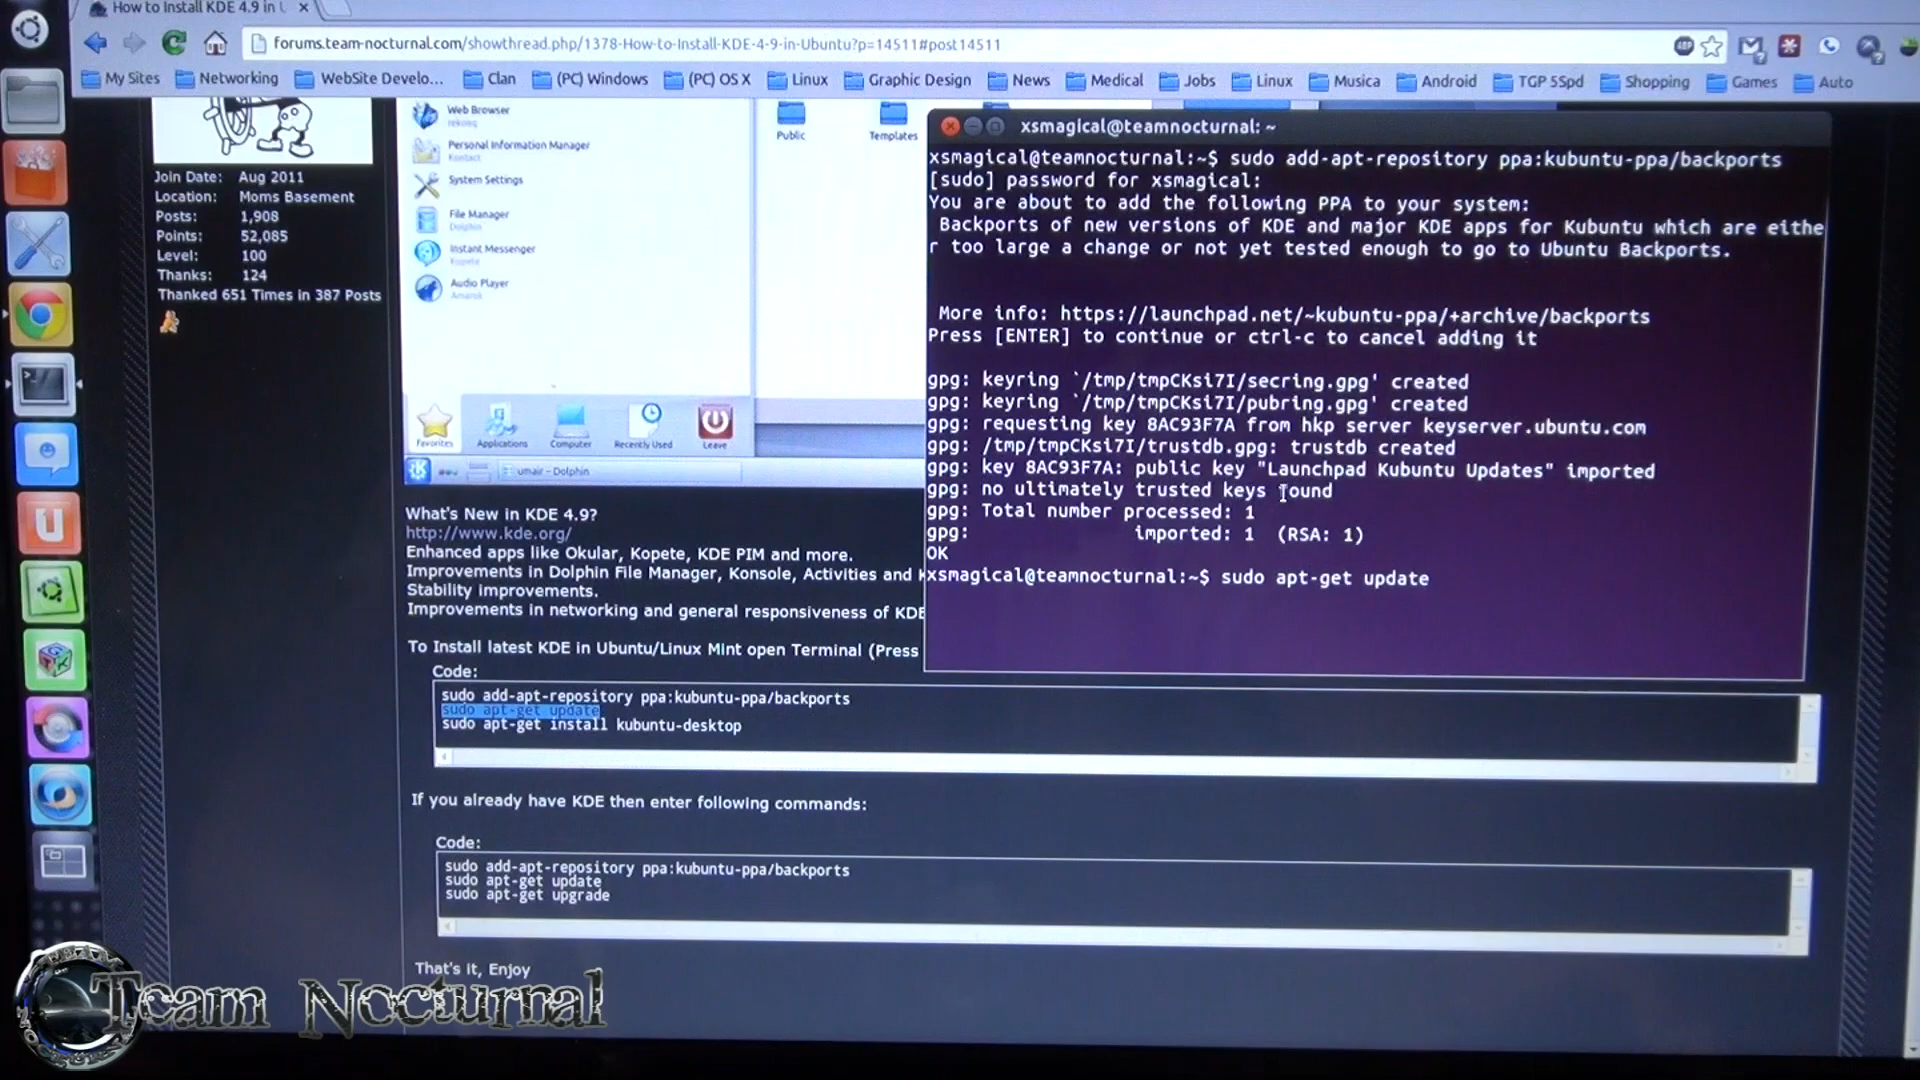 How to Install KDE 4.9 in U
forums.team-nocturnal.com/showthread.php/1378-How-to-Install-KDE-4-9-in-Ubuntu?p=14511#post14511
ABP
My Sites Networking WebSite Develo... Clan (PC) Windows (PC) OS X Linux Graphic Design News Medical Jobs Linux Musica Android TGP 5Spd Shopping Games Auto
Join Date: Aug 2011
Location: Moms Basement
Posts: 1,908
Points: 52,085
Level: 100
Thanks: 124
Thanked 651 Times in 387 Posts
Web Browser
Personal Information Manager
Kontact
System Settings
File Manager
Dolphin
Instant Messenger
Kopete
Audio Player
Amarok
Public
Templates
Favorites Applications Computer Recently Used Leave
umair - Dolphin
xsmagical@teamnocturnal: ~
xsmagical@teamnocturnal:~$ sudo add-apt-repository ppa:kubuntu-ppa/backports
[sudo] password for xsmagical:
You are about to add the following PPA to your system:
Backports of new versions of KDE and major KDE apps for Kubuntu which are eithe
r too large a change or not yet tested enough to go to Ubuntu Backports.
More info: https://launchpad.net/~kubuntu-ppa/+archive/backports
Press [ENTER] to continue or ctrl-c to cancel adding it
gpg: keyring `/tmp/tmpCKsi7I/secring.gpg' created
gpg: keyring `/tmp/tmpCKsi7I/pubring.gpg' created
gpg: requesting key 8AC93F7A from hkp server keyserver.ubuntu.com
gpg: /tmp/tmpCKsi7I/trustdb.gpg: trustdb created
gpg: key 8AC93F7A: public key "Launchpad Kubuntu Updates" imported
gpg: no ultimately trusted keys found
gpg: Total number processed: 1
gpg: imported: 1 (RSA: 1)
OK
xsmagical@teamnocturnal:~$ sudo apt-get update
What's New in KDE 4.9?
http://www.kde.org/
Enhanced apps like Okular, Kopete, KDE PIM and more.
Improvements in Dolphin File Manager, Konsole, Activities and
Stability improvements.
Improvements in networking and general responsiveness of KDE
To Install latest KDE in Ubuntu/Linux Mint open Terminal (Press
Code:
sudo add-apt-repository ppa:kubuntu-ppa/backports
sudo apt-get update
sudo apt-get install kubuntu-desktop
If you already have KDE then enter following commands:
Code:
sudo add-apt-repository ppa:kubuntu-ppa/backports
sudo apt-get update
sudo apt-get upgrade
That's it, Enjoy
Team Nocturnal